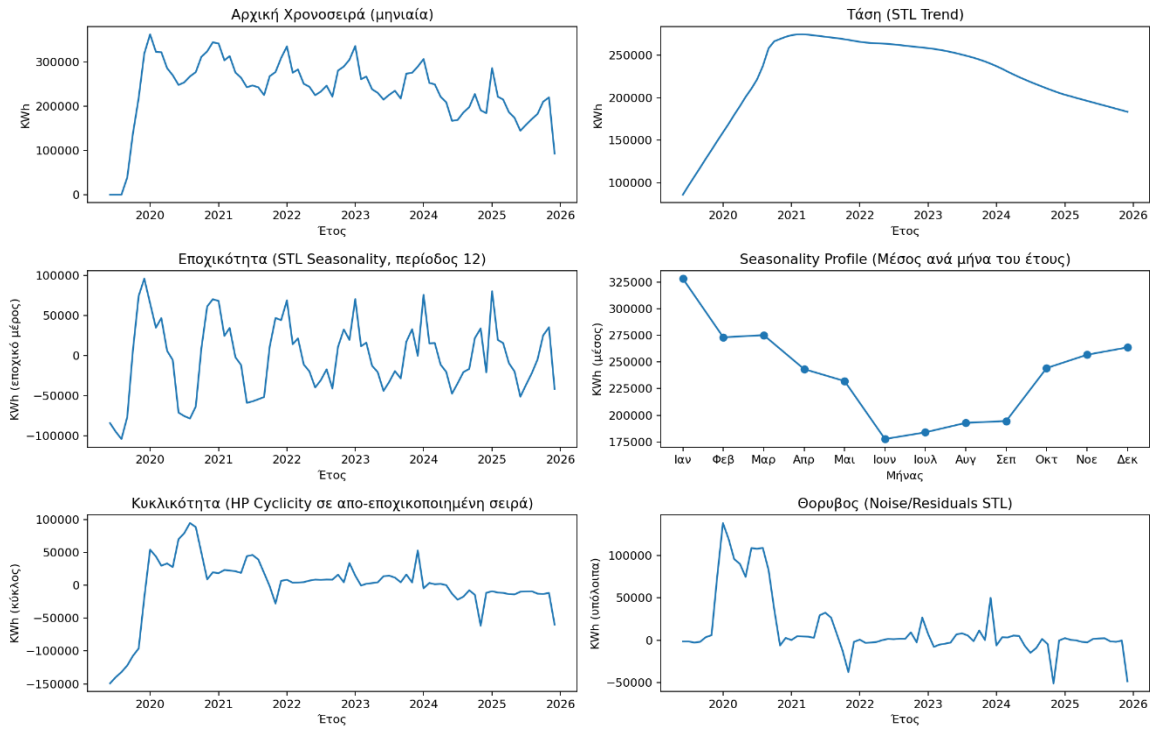 Αρχική Χρονοσειρά (μηνιαία)
KWh
300000
200000
100000
0
2020 2021 2022 2023 2024 2025 2026
Έτος
Τάση (STL Trend)
KWh
250000
200000
150000
100000
2020 2021 2022 2023 2024 2025 2026
Έτος
Εποχικότητα (STL Seasonality, περίοδος 12)
KWh (εποχικό μέρος)
100000
50000
0
−50000
−100000
2020 2021 2022 2023 2024 2025 2026
Έτος
Seasonality Profile (Μέσος ανά μήνα του έτους)
KWh (μέσος)
325000
300000
275000
250000
225000
200000
175000
Ιαν Φεβ Μαρ Απρ Μαι Ιουν Ιουλ Αυγ Σεπ Οκτ Νοε Δεκ
Μήνας
Κυκλικότητα (HP Cyclicity σε απο-εποχικοποιημένη σειρά)
KWh (κύκλος)
100000
50000
0
−50000
−100000
−150000
2020 2021 2022 2023 2024 2025 2026
Έτος
Θορυβος (Noise/Residuals STL)
KWh (υπόλοιπα)
100000
50000
0
−50000
2020 2021 2022 2023 2024 2025 2026
Έτος